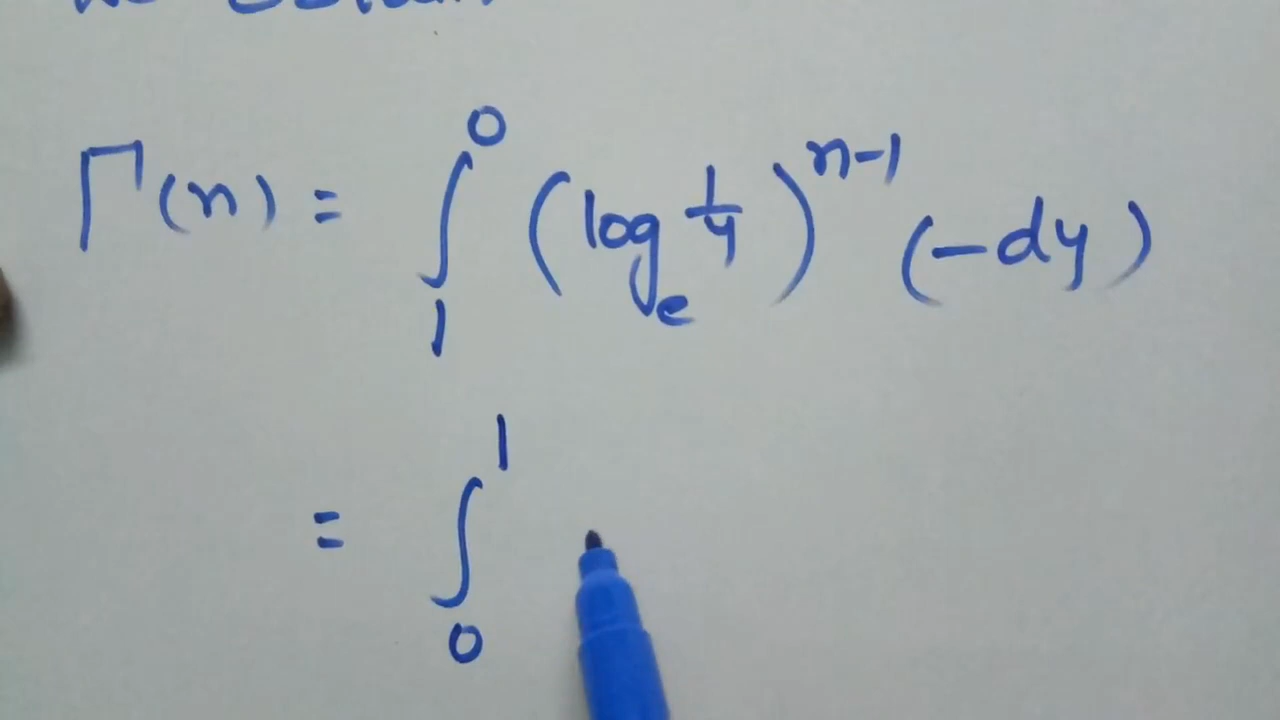 Γ(n) = ∫₁⁰ (logₑ 1/y)ⁿ⁻¹ (-dy)
= ∫₀¹